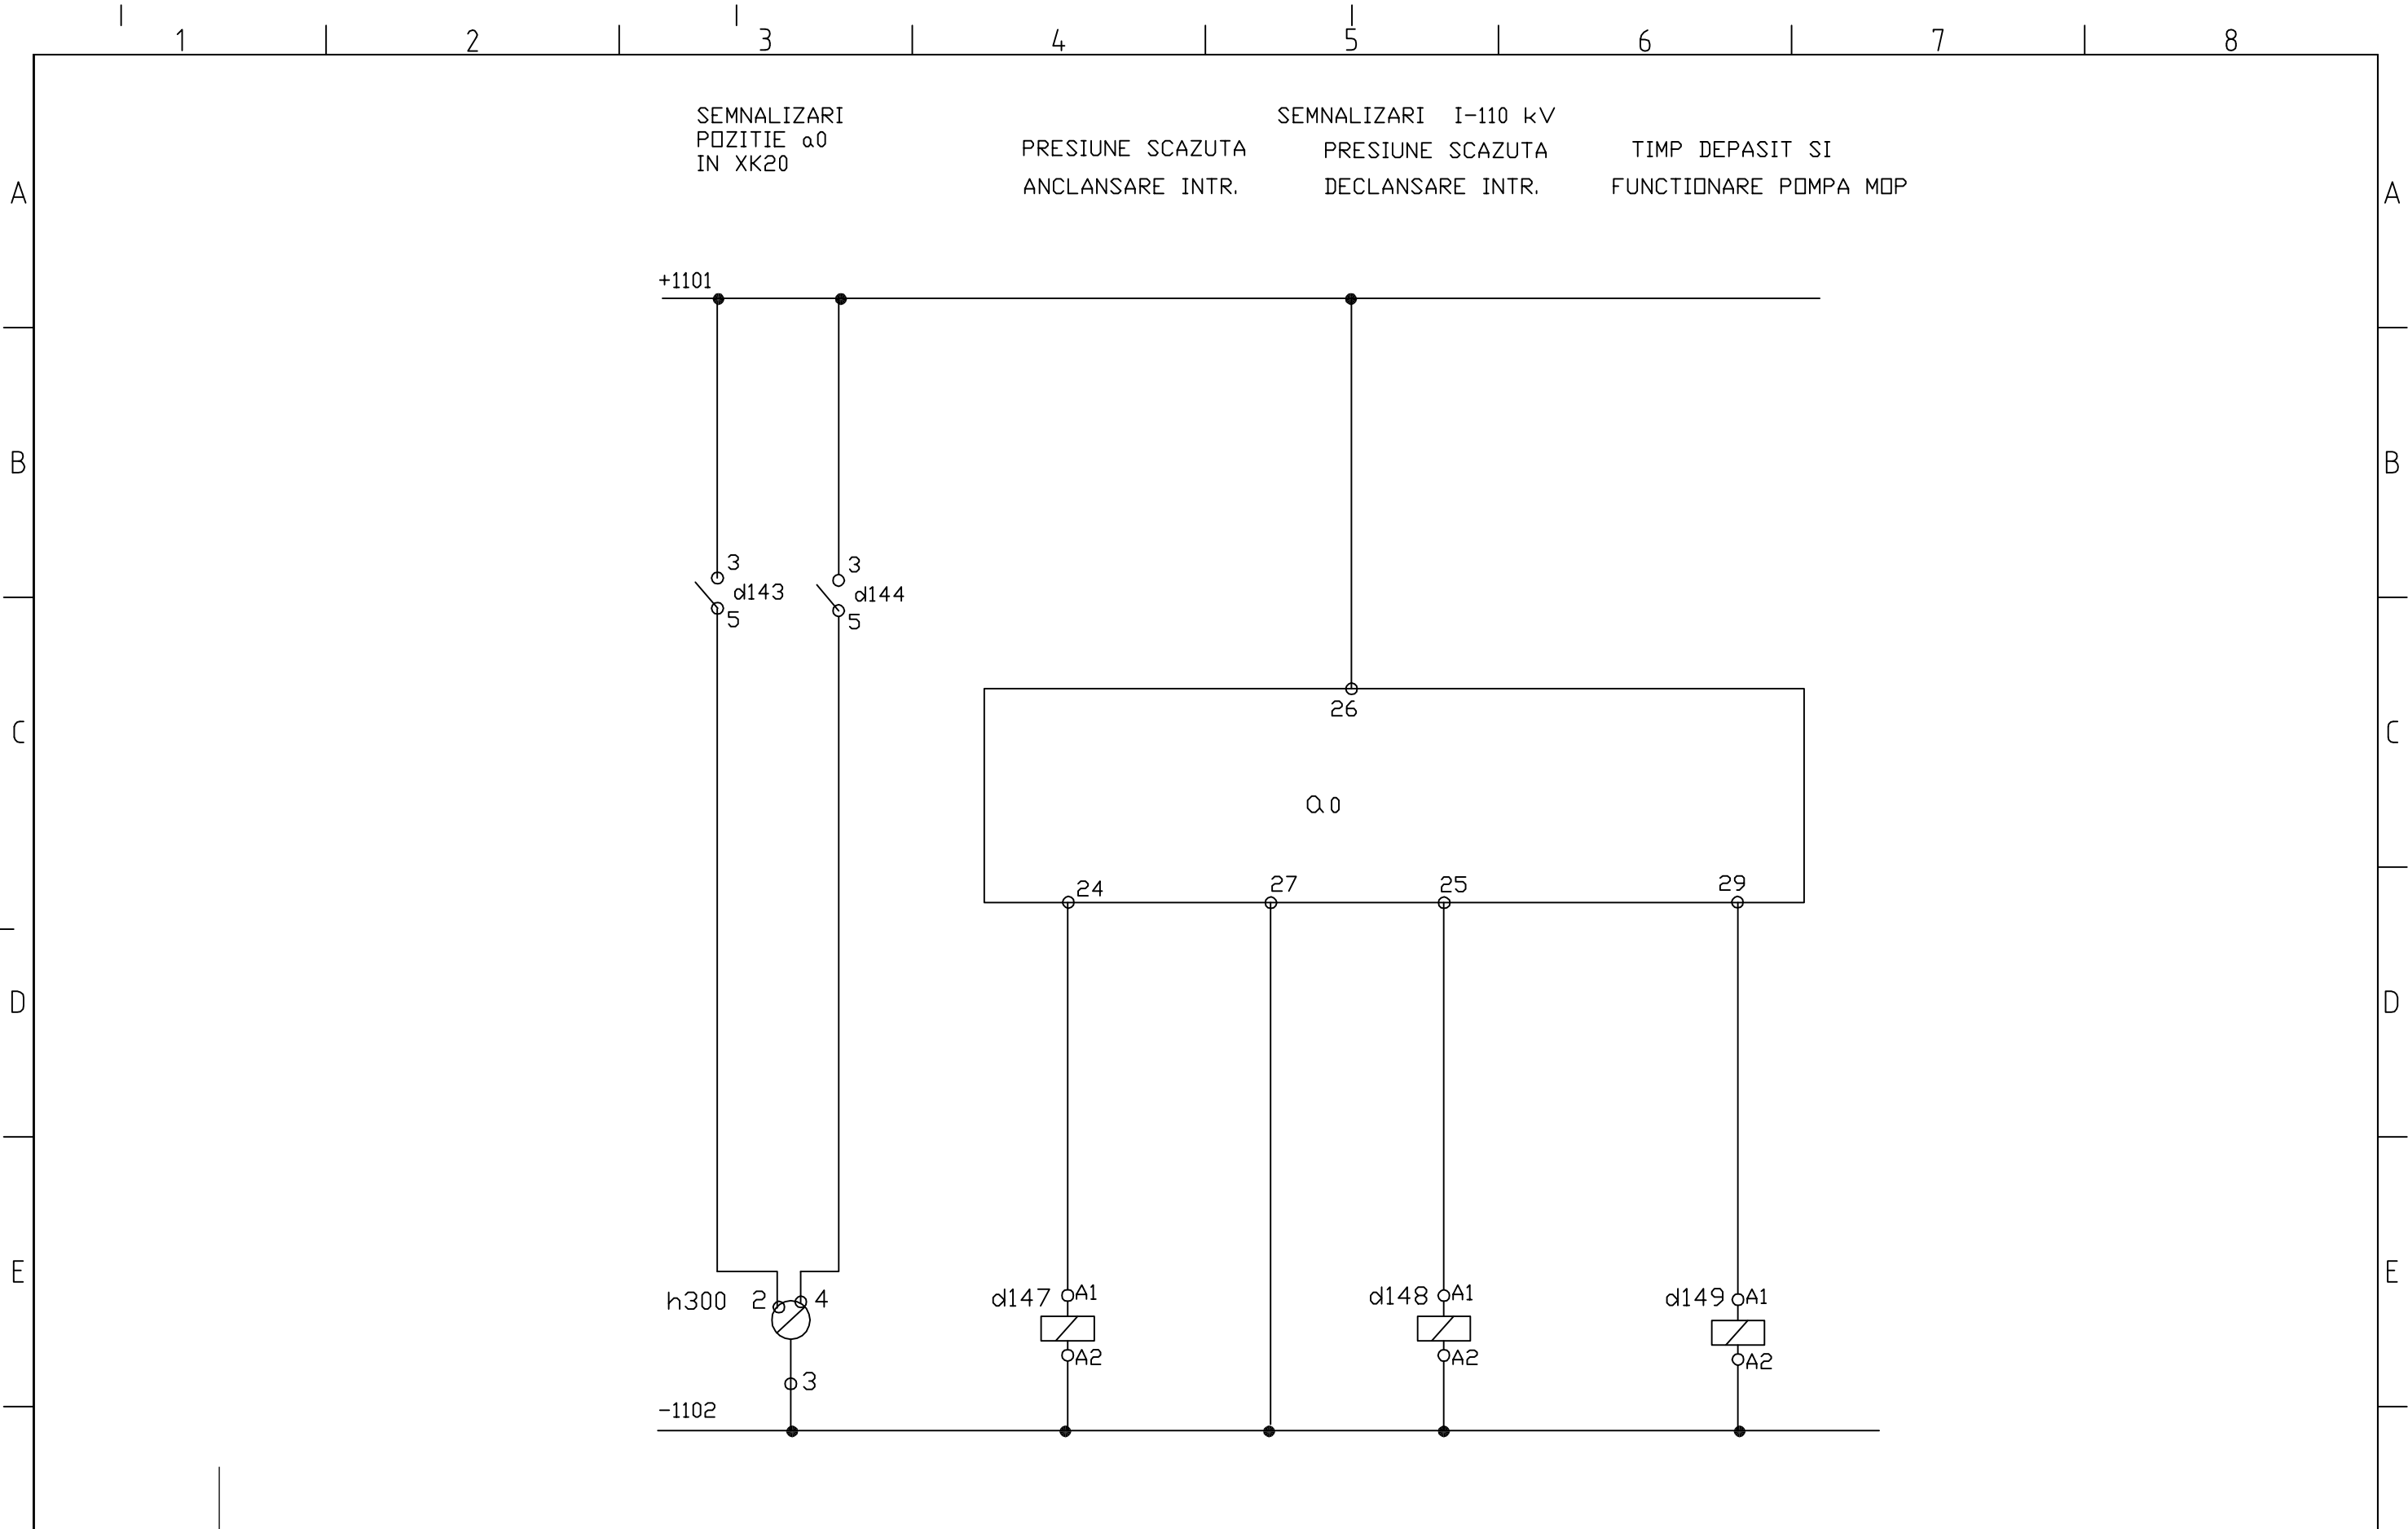 1 2 3 4 5 6 7 8
SEMNALIZARI
POZITIE a0
IN XK20
SEMNALIZARI I-110 kV
PRESIUNE SCAZUTA
ANCLANSARE INTR.
PRESIUNE SCAZUTA
DECLANSARE INTR.
TIMP DEPASIT SI
FUNCTIONARE POMPA MOP
A A
+1101
B B
3
d143
5
3
d144
5
C C
26
a0
24 27 25 29
D D
E E
h300 2 4
3
d147 A1
A2
d148 A1
A2
d149 A1
A2
-1102